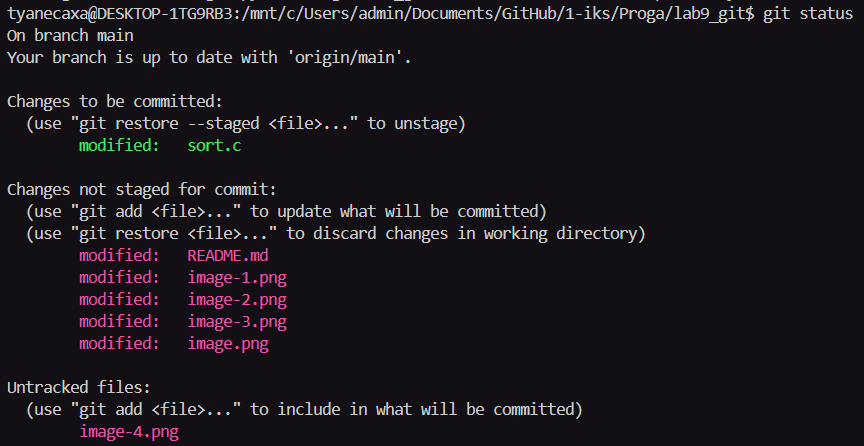 tyanecaxa@DESKTOP-1TG9RB3:/mnt/c/Users/admin/Documents/GitHub/1-iks/Proga/lab9_git$ git status
On branch main
Your branch is up to date with 'origin/main'.

Changes to be committed:
  (use "git restore --staged <file>..." to unstage)
        modified:   sort.c

Changes not staged for commit:
  (use "git add <file>..." to update what will be committed)
  (use "git restore <file>..." to discard changes in working directory)
        modified:   README.md
        modified:   image-1.png
        modified:   image-2.png
        modified:   image-3.png
        modified:   image.png

Untracked files:
  (use "git add <file>..." to include in what will be committed)
        image-4.png